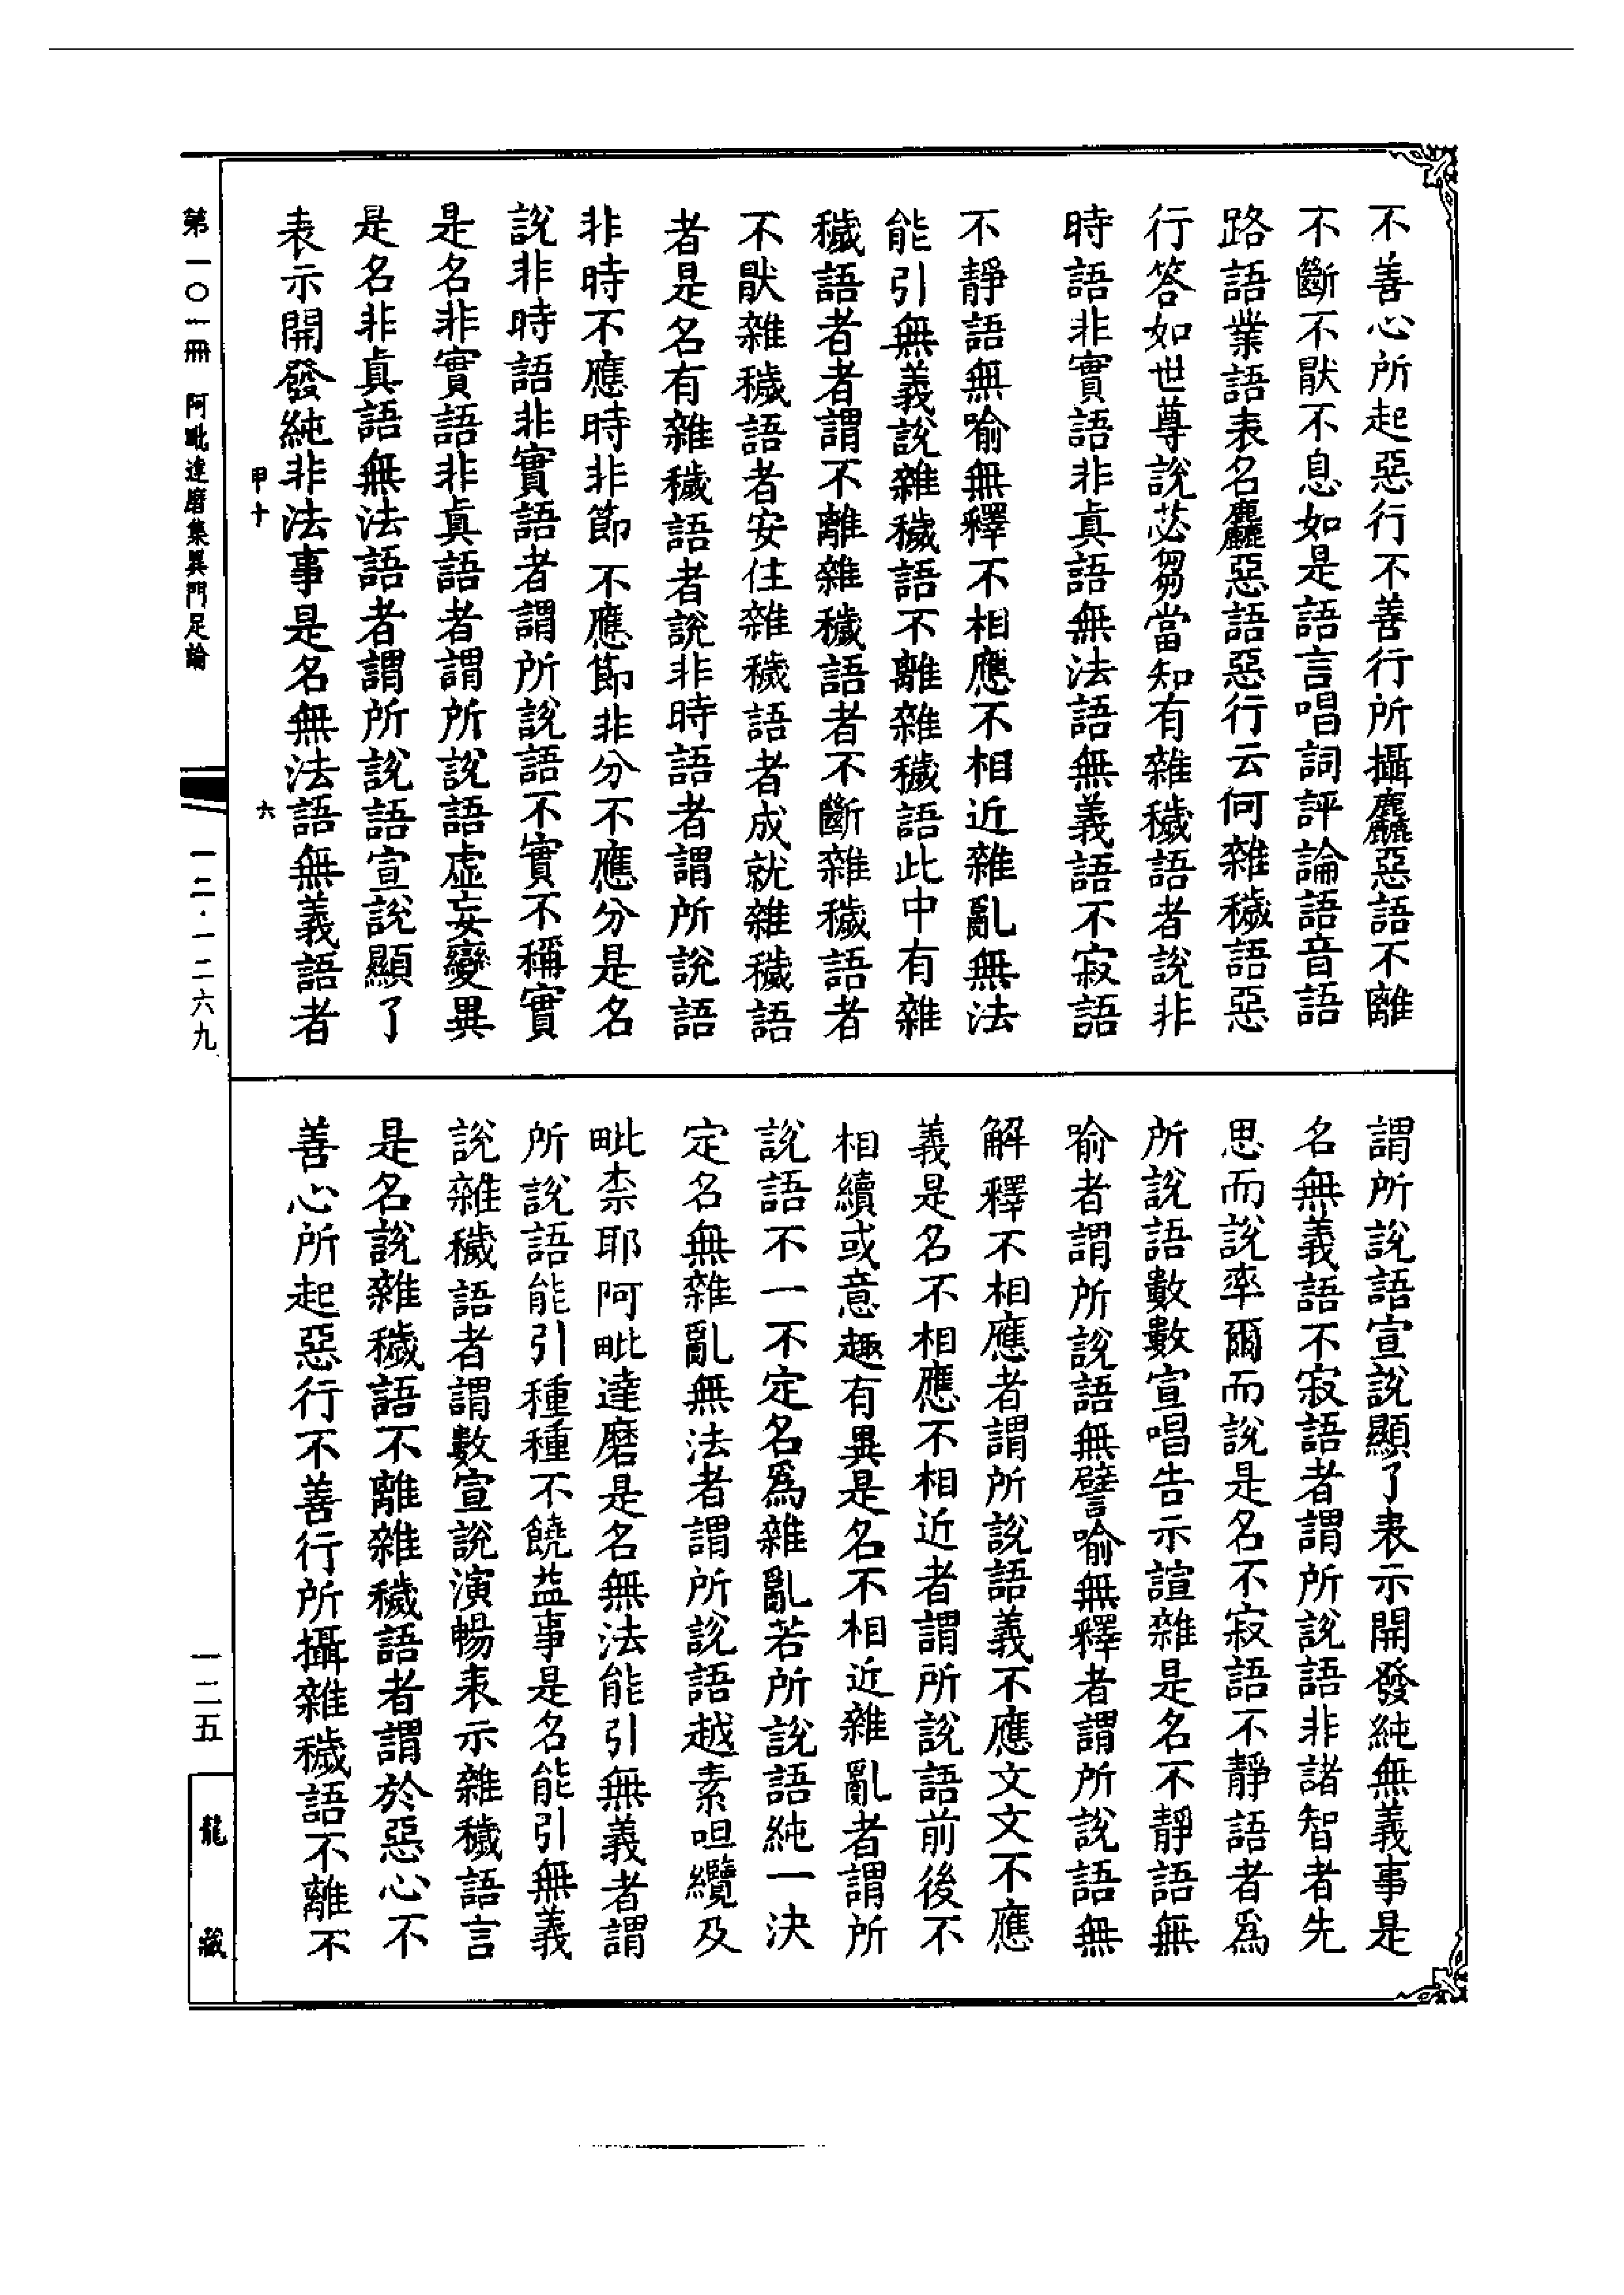 不善心所起惡行不善行所攝麤惡語不離
不斷不猒不息如是語言唱詞評論語音語
路語業語表名麤惡語惡行云何雜穢語惡
行答如世尊說苾芻當知有雜穢語者說非
時語非實語非眞語無法語無義語不寂語
不靜語無喻無釋不相應不相近雜亂無法
能引無義說雜穢語不離雜穢語此中有雜
穢語者者謂不離雜穢語者不斷雜穢語者
不猒雜穢語者安住雜穢語者成就雜穢語
者是名有雜穢語者說非時語者謂所說語
非時不應時非節不應節非分不應分是名
說非時語非實語者謂所說語不實不稱實
是名非實語非眞語者謂所說語虛妄變異
是名非眞語無法語者謂所說語宣說顯了
表示開發純非法事是名無法語無義語者
謂所說語宣說顯了表示開發純無義事是
名無義語不寂語者謂所說語非諸智者先
思而說率爾而說是名不寂語不靜語者爲
所說語數數宣唱告示諠雜是名不靜語無
喻者謂所說語無譬喻無釋者謂所說語無
解釋不相應者謂所說語義不應文文不應
義是名不相應不相近者謂所說語前後不
相續或意趣有異是名不相近雜亂者謂所
說語不一不定名爲雜亂若所說語純一決
定名無雜亂無法者謂所說語越素呾纜及
毗柰耶阿毗達磨是名無法能引無義者謂
所說語能引種種不饒益事是名能引無義
說雜穢語者謂數宣說演暢表示雜穢語言
是名說雜穢語不離雜穢語者謂於惡心不
善心所起惡行不善行所攝雜穢語不離不
甲十
六
第一〇一冊 阿毗達磨集異門足論
一二·一二六九
一二五
龍藏